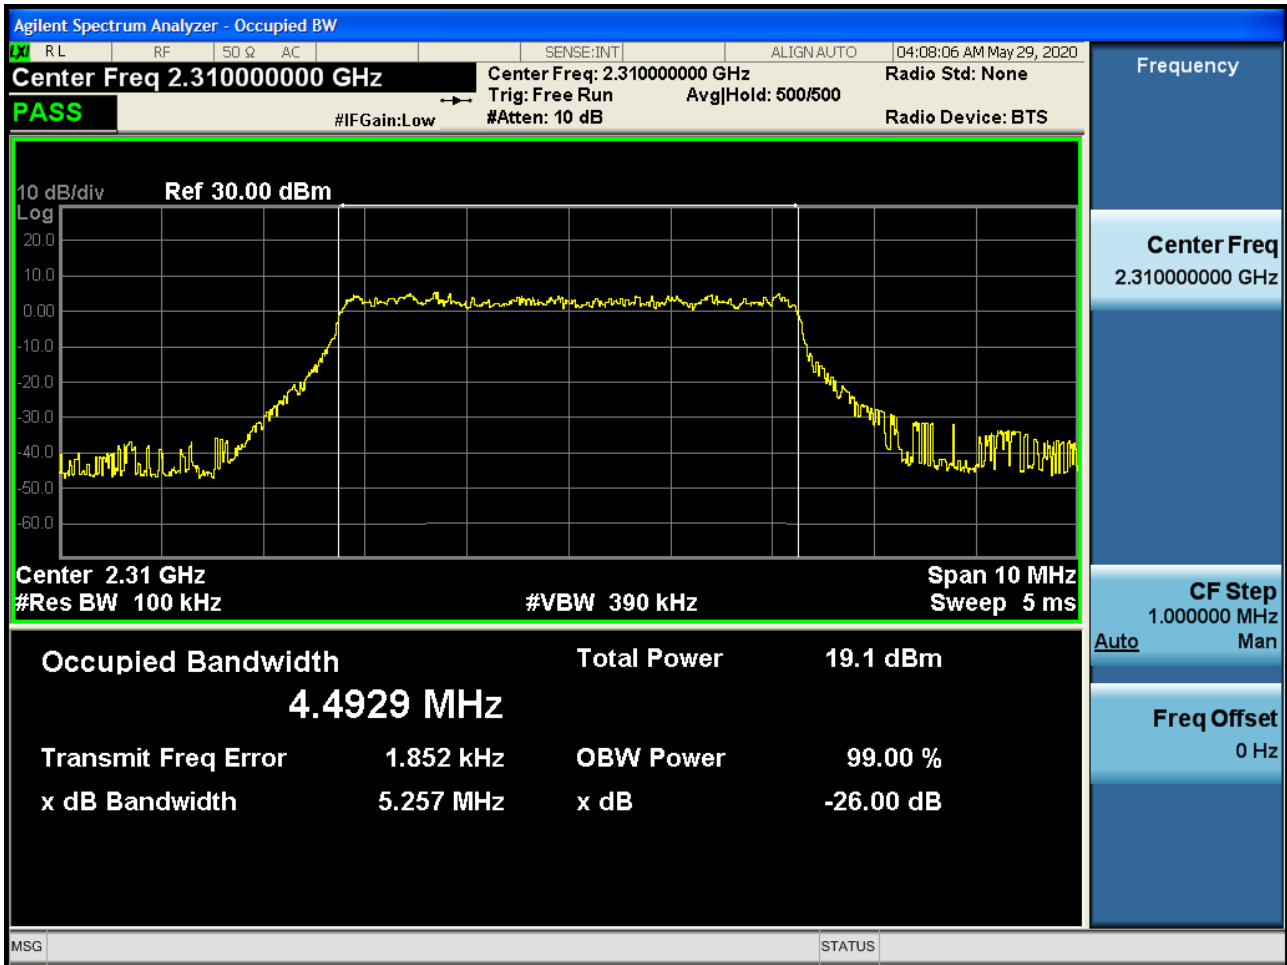 Agilent Spectrum Analyzer - Occupied BW
LXI RL RF 50 Ω AC SENSE:INT ALIGN AUTO 04:08:06 AM May 29, 2020
Center Freq 2.310000000 GHz
Center Freq: 2.310000000 GHz Radio Std: None
Trig: Free Run Avg|Hold: 500/500
PASS
#IFGain:Low #Atten: 10 dB Radio Device: BTS
Frequency
10 dB/div Ref 30.00 dBm
Log
20.0
10.0
0.00
-10.0
-20.0
-30.0
-40.0
-50.0
-60.0
Center 2.31 GHz Span 10 MHz
#Res BW 100 kHz #VBW 390 kHz Sweep 5 ms
Occupied Bandwidth Total Power 19.1 dBm
4.4929 MHz
Transmit Freq Error 1.852 kHz OBW Power 99.00 %
x dB Bandwidth 5.257 MHz x dB -26.00 dB
Center Freq
2.310000000 GHz
CF Step
1.000000 MHz
Auto Man
Freq Offset
0 Hz
MSG STATUS